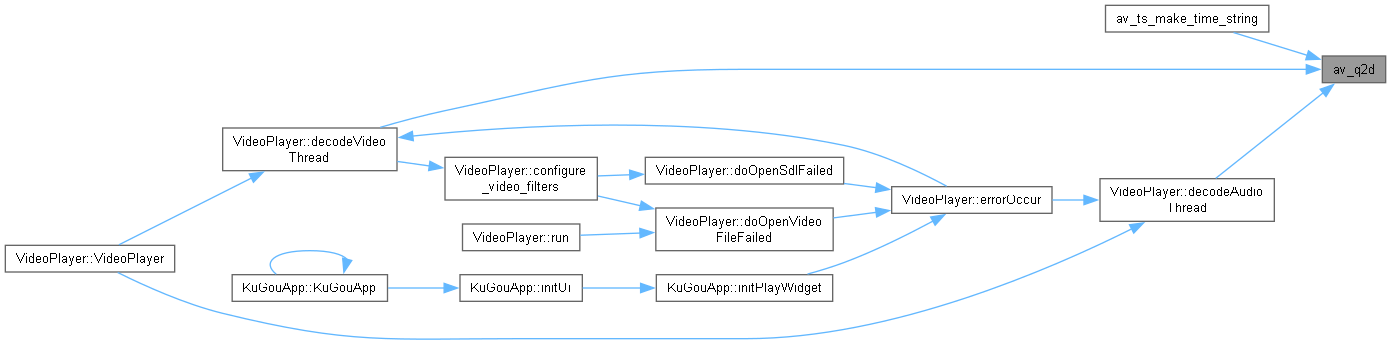 av_ts_make_time_string
av_q2d
VideoPlayer::decodeVideo
Thread
VideoPlayer::configure
_video_filters
VideoPlayer::doOpenSdlFailed
VideoPlayer::errorOccur
VideoPlayer::decodeAudio
Thread
VideoPlayer::run
VideoPlayer::doOpenVideo
FileFailed
VideoPlayer::VideoPlayer
KuGouApp::KuGouApp
KuGouApp::initUi
KuGouApp::initPlayWidget